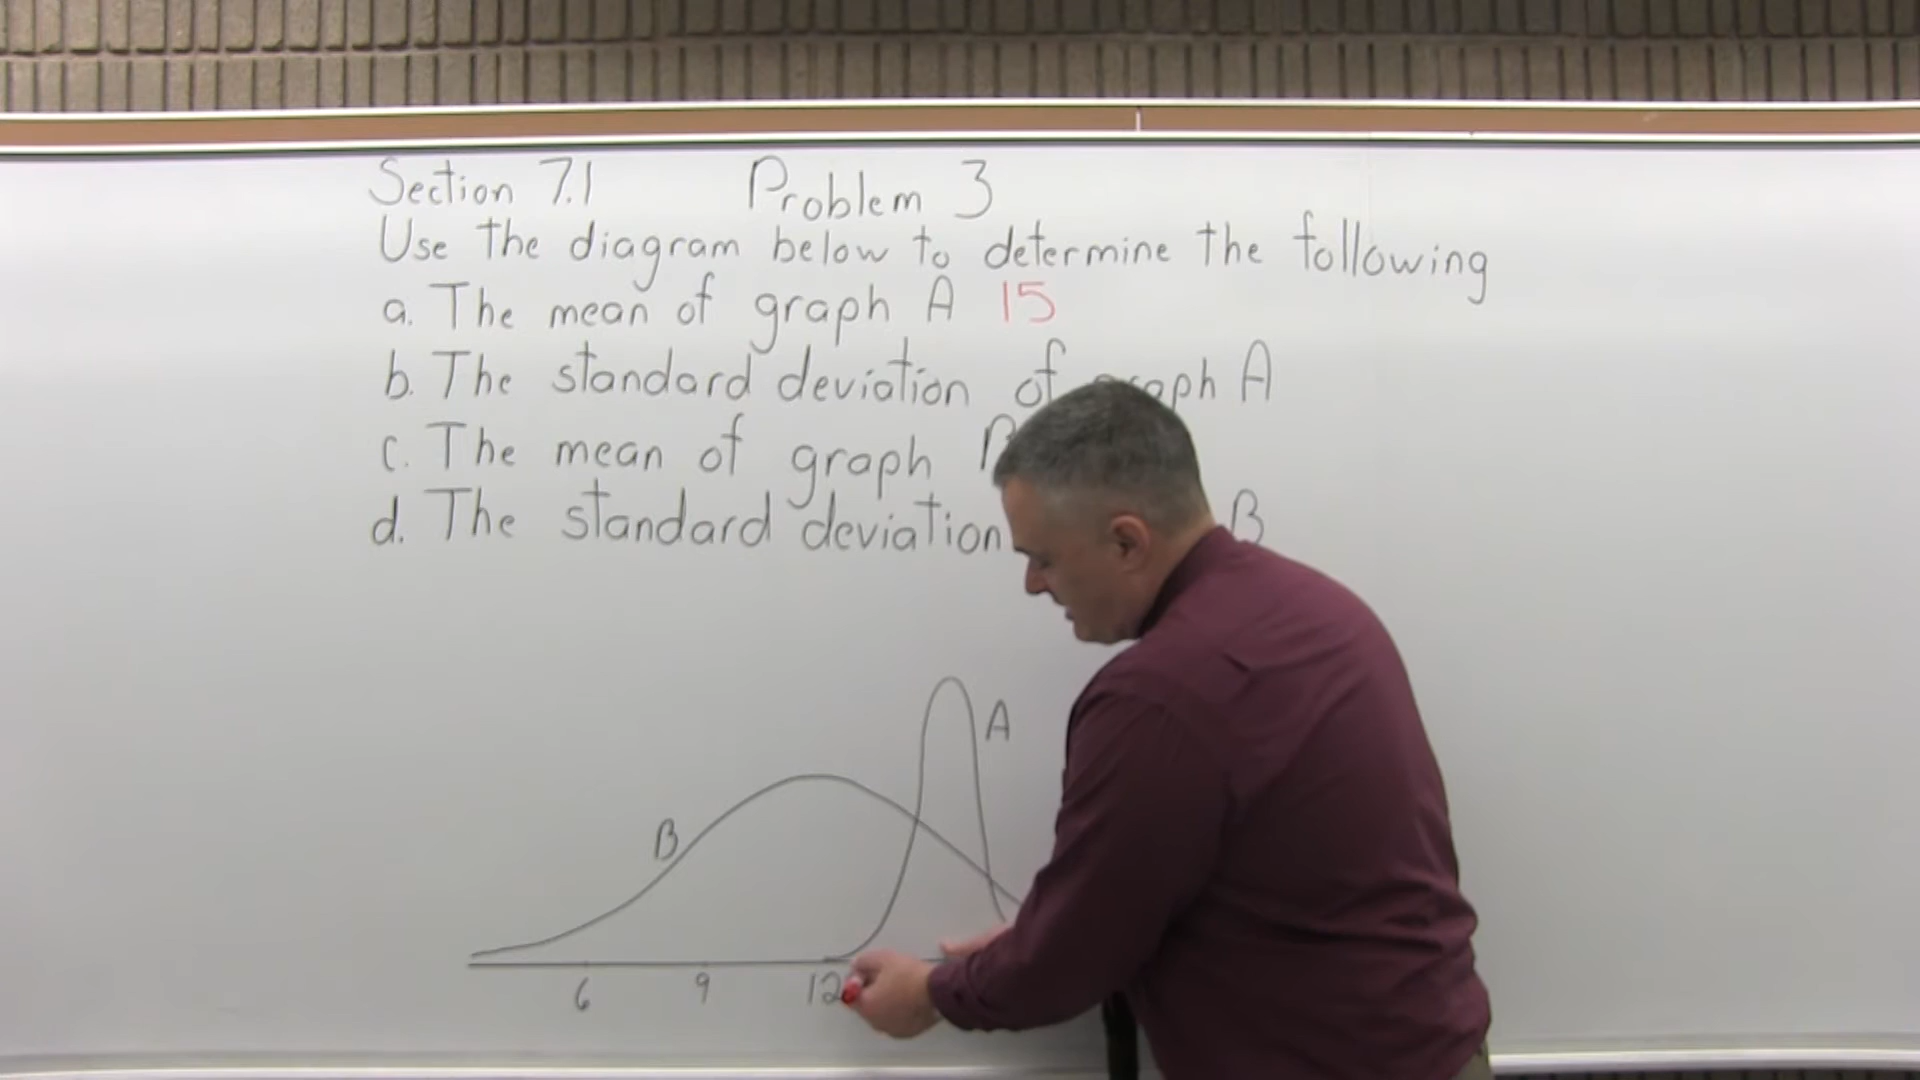 Section 7.1 Problem 3
Use the diagram below to determine the following
a. The mean of graph A 15
b. The standard deviation of graph A
c. The mean of graph
d. The standard deviation B
A
B
6 9 12